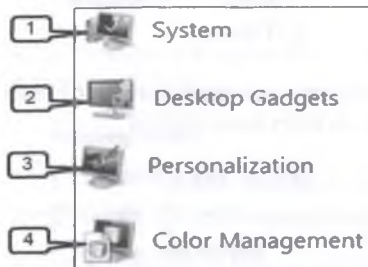 1 System
2 Desktop Gadgets
3 Personalization
4 Color Management